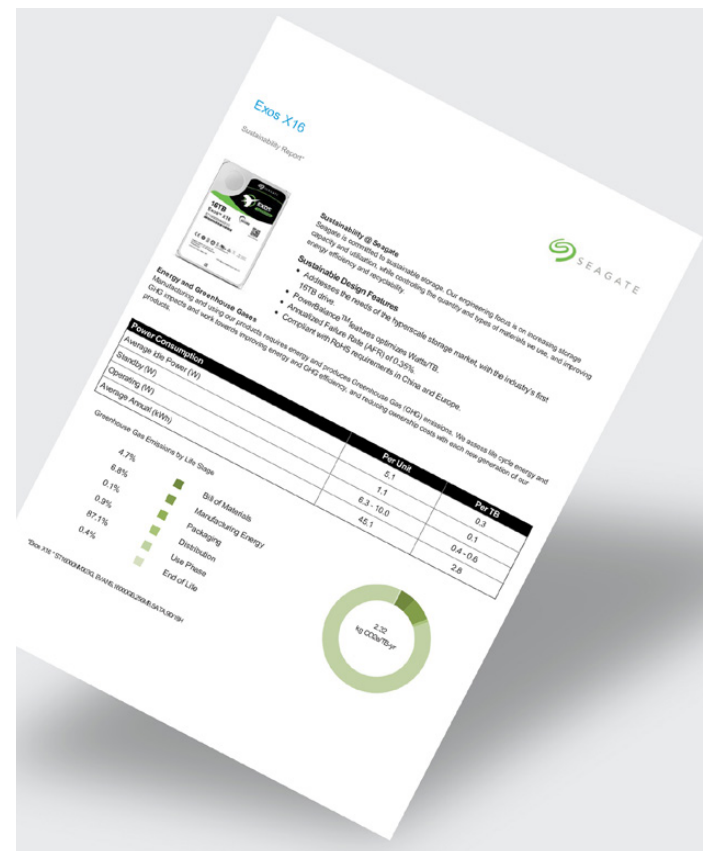 Exos X16
Sustainability Report*
SEAGATE
16TB
Exos™ X16
EXOS
Sustainability @ Seagate
Seagate is committed to sustainable storage. Our engineering focus is on increasing storage
capacity and utilisation, while controlling the quantity and types of materials we use, and improving
energy efficiency and recyclability.
Sustainable Design Features
• Addresses the needs of the hyperscale storage market, with the industry's first
16TB drive.
• PowerBalance™ features optimizes Watts/TB.
• Annualized Failure Rate (AFR) of 0.35%.
• Compliant with RoHS requirements in China and Europe.
Energy and Greenhouse Gases
Manufacturing and using our products requires energy and produces Greenhouse Gas (GHG) emissions. We assess life cycle energy and
GHG impacts and work towards improving energy and GHG efficiency, and reducing ownership costs with each new generation of our
products.
Power Consumption Per Unit Per TB
Average Idle Power (W) 5.1 0.3
Standby (W) 1.1 0.1
Operating (W) 6.3 - 10.0 0.4 - 0.6
Average Annual (kWh) 45.1 2.8
Greenhouse Gas Emissions by Life Stage
4.7% Bill of Materials
6.8% Manufacturing Energy
0.1% Packaging
0.9% Distribution
87.1% Use Phase
0.4% End of Life
2.32
kg CO2e/TB-yr